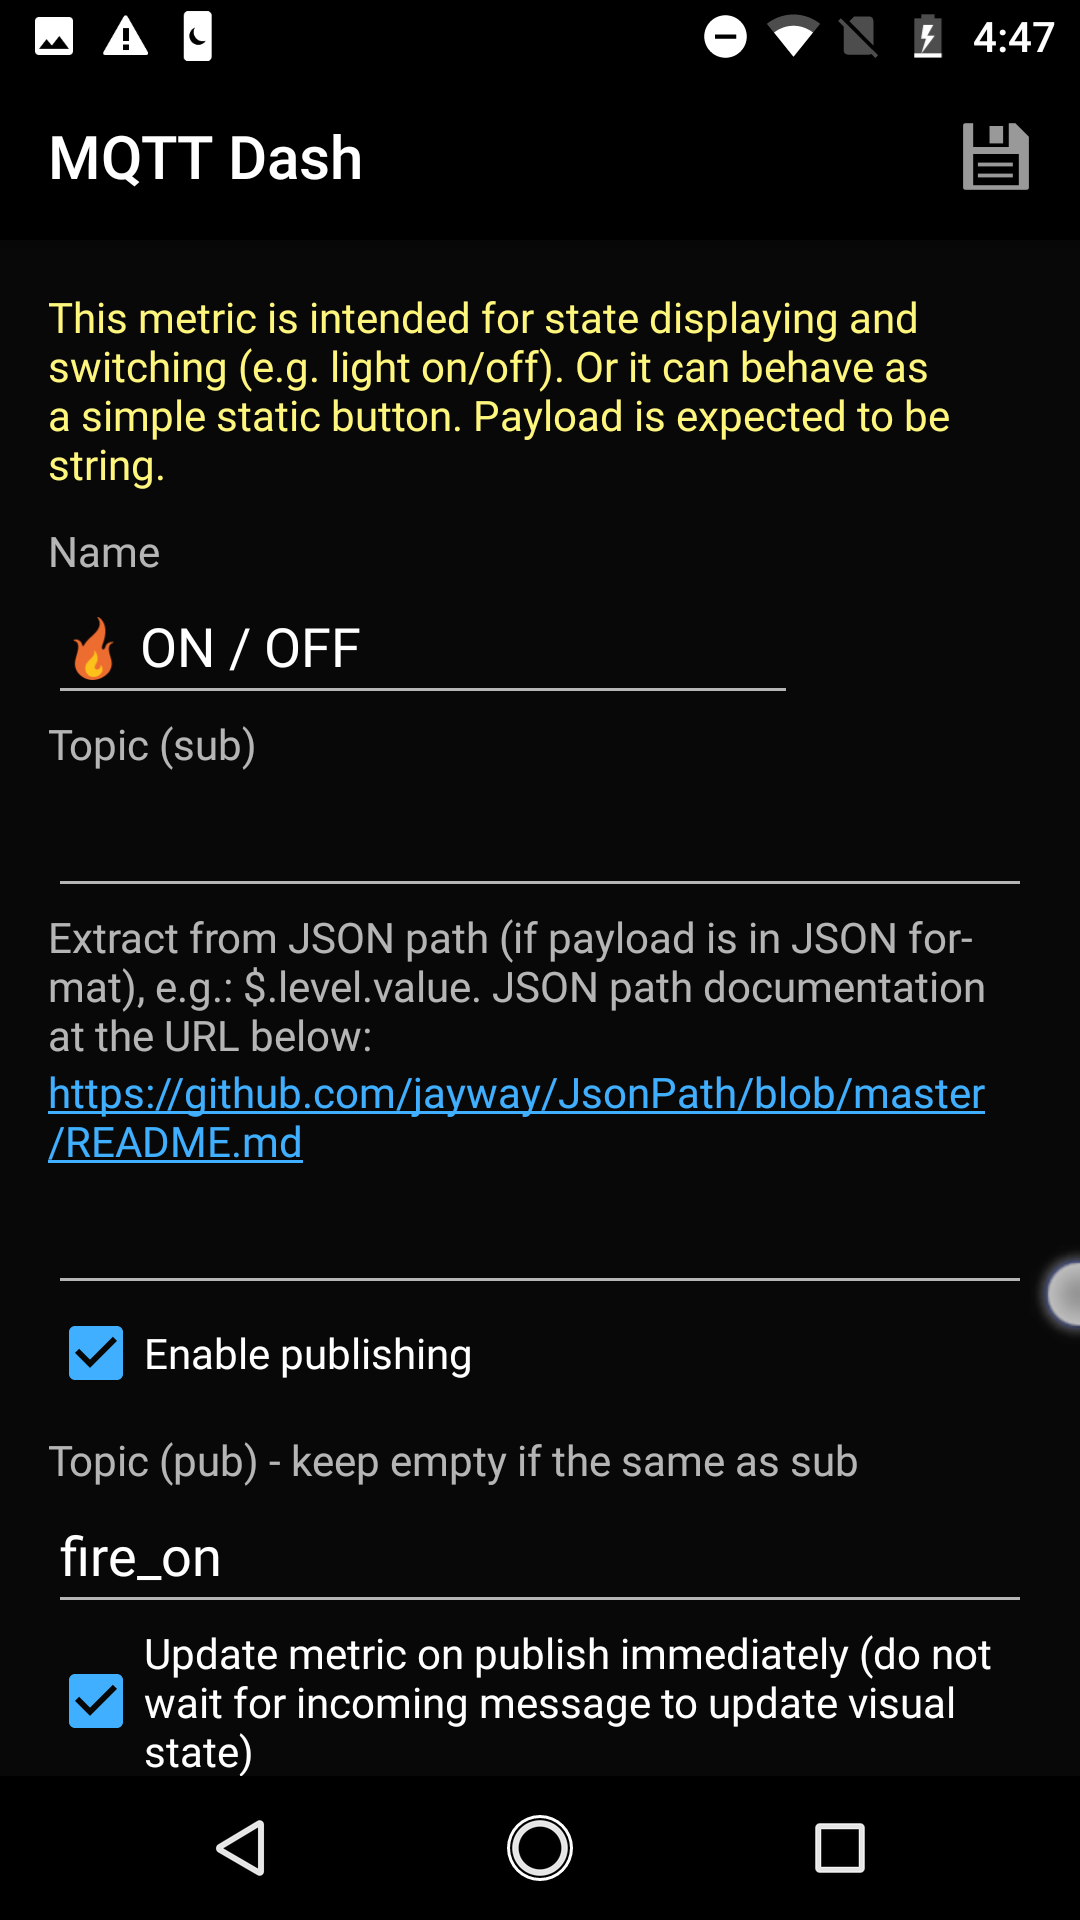 4:47
MQTT Dash
This metric is intended for state displaying and
switching (e.g. light on/off). Or it can behave as
a simple static button. Payload is expected to be
string.
Name
🔥 ON / OFF
Topic (sub)
Extract from JSON path (if payload is in JSON for-
mat), e.g.: $.level.value. JSON path documentation
at the URL below:
https://github.com/jayway/JsonPath/blob/master
/README.md
Enable publishing
Topic (pub) - keep empty if the same as sub
fire_on
Update metric on publish immediately (do not
wait for incoming message to update visual
state)